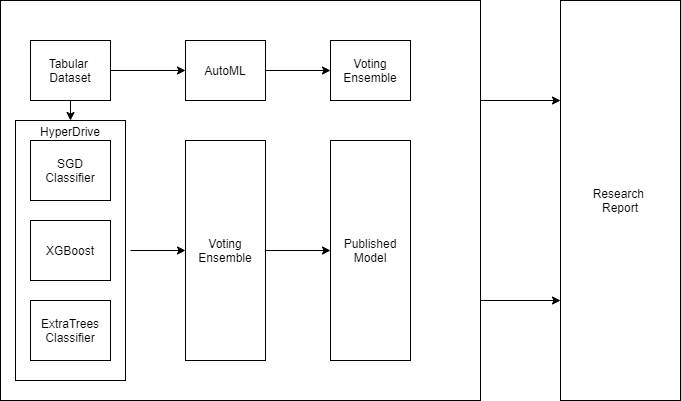 Tabular
Dataset
AutoML
Voting
Ensemble
HyperDrive
SGD
Classifier
XGBoost
ExtraTrees
Classifier
Voting
Ensemble
Published
Model
Research
Report